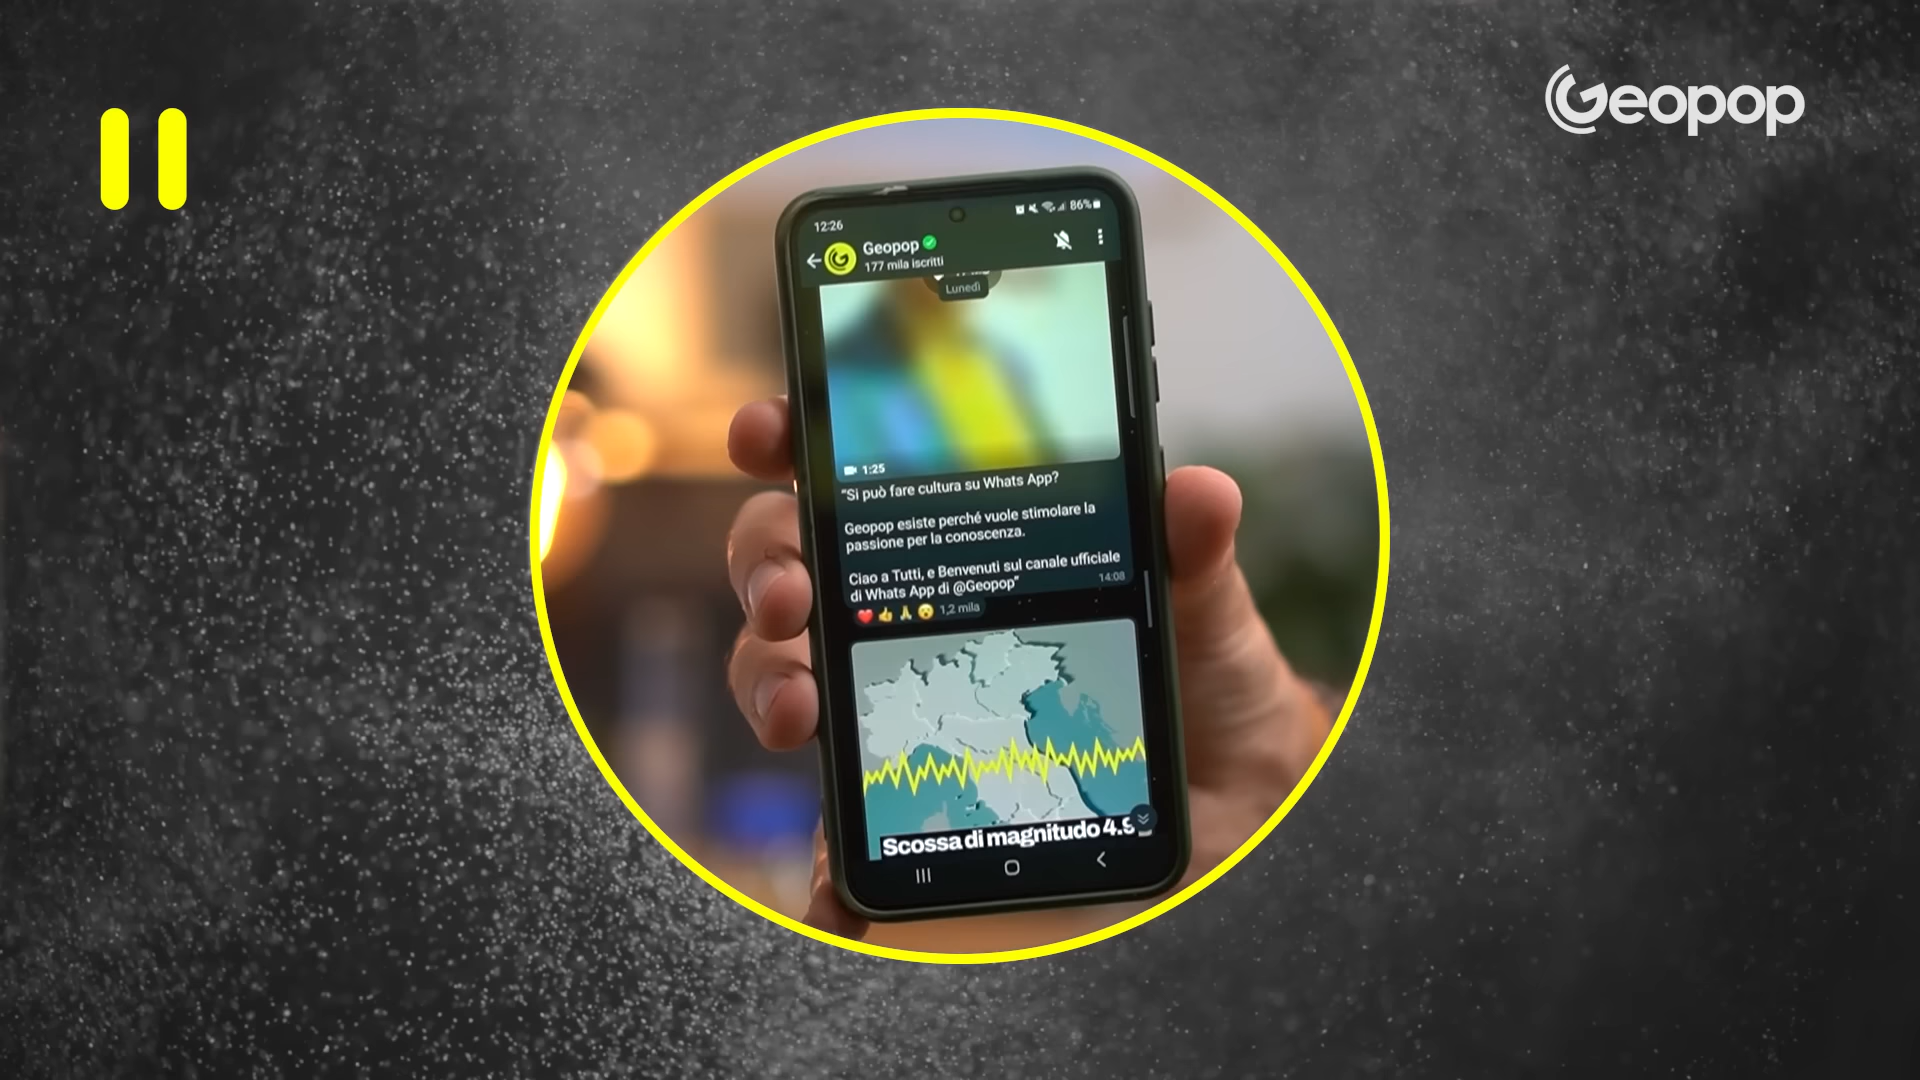 Geopop
12:26
86%
Geopop
177 mila iscritti
Lunedì
1:25
“Si può fare cultura su Whats App?
Geopop esiste perché vuole stimolare la
passione per la conoscenza.
Ciao a Tutti, e Benvenuti sul canale ufficiale
di Whats App di @Geopop”
14:08
1,2 mila
Scossa di magnitudo